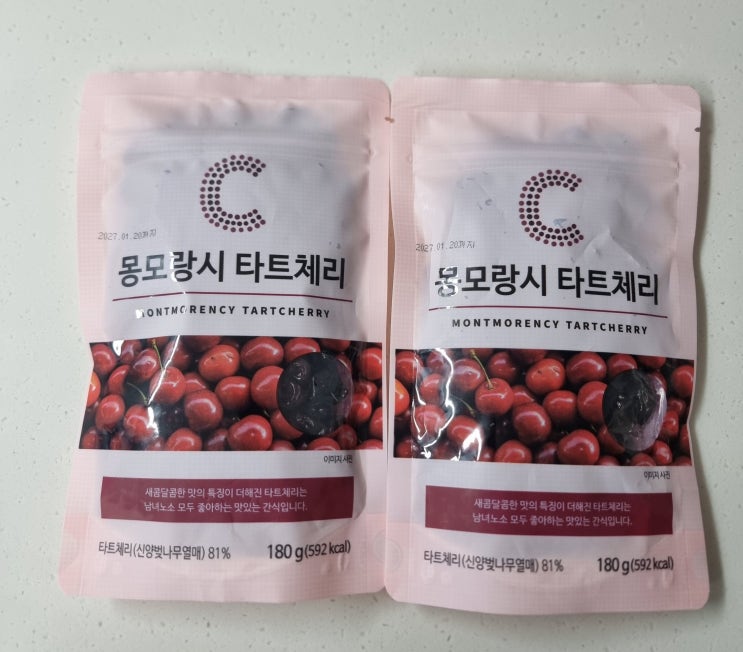 C
2027.01.20까지
몽모랑시 타트체리
MONTMORENCY TARTCHERRY
이미지 사진
새콤달콤한 맛의 특징이 더해진 타트체리는
남녀노소 모두 좋아하는 맛있는 간식입니다.
타트체리(신양벚나무열매) 81% 180 g (592 kcal)
C
2027.01.20까지
몽모랑시 타트체리
MONTMORENCY TARTCHERRY
이미지 사진
새콤달콤한 맛의 특징이 더해진 타트체리는
남녀노소 모두 좋아하는 맛있는 간식입니다.
타트체리(신양벚나무열매) 81% 180 g (592 kcal)